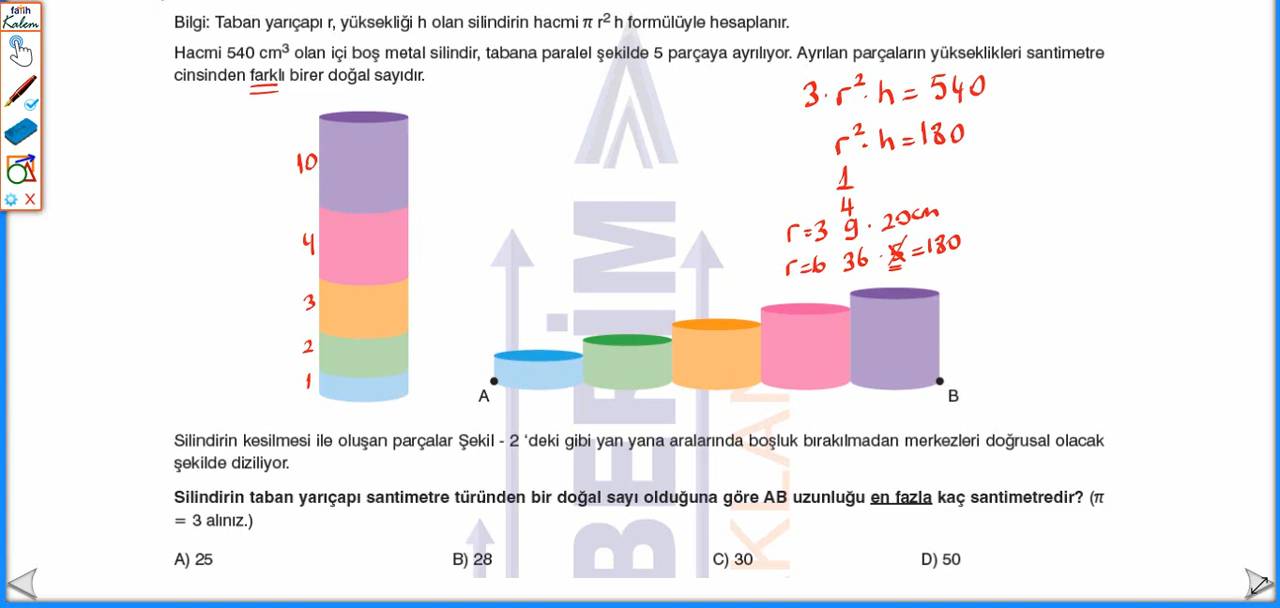 fatih
Kalem
Bilgi: Taban yarıçapı r, yüksekliği h olan silindirin hacmi π r² h formülüyle hesaplanır.
Hacmi 540 cm³ olan içi boş metal silindir, tabana paralel şekilde 5 parçaya ayrılıyor. Ayrılan parçaların yükseklikleri santimetre
cinsinden farklı birer doğal sayıdır.
3. r². h = 540
r². h = 180
1
4
r=3 9 . 20cm
r=6 36 . 5 = 180
10
4
3
2
1
A
B
BERİM
KLAM
Silindirin kesilmesi ile oluşan parçalar Şekil - 2 'deki gibi yan yana aralarında boşluk bırakılmadan merkezleri doğrusal olacak
şekilde diziliyor.
Silindirin taban yarıçapı santimetre türünden bir doğal sayı olduğuna göre AB uzunluğu en fazla kaç santimetredir? (π
= 3 alınız.)
A) 25
B) 28
C) 30
D) 50